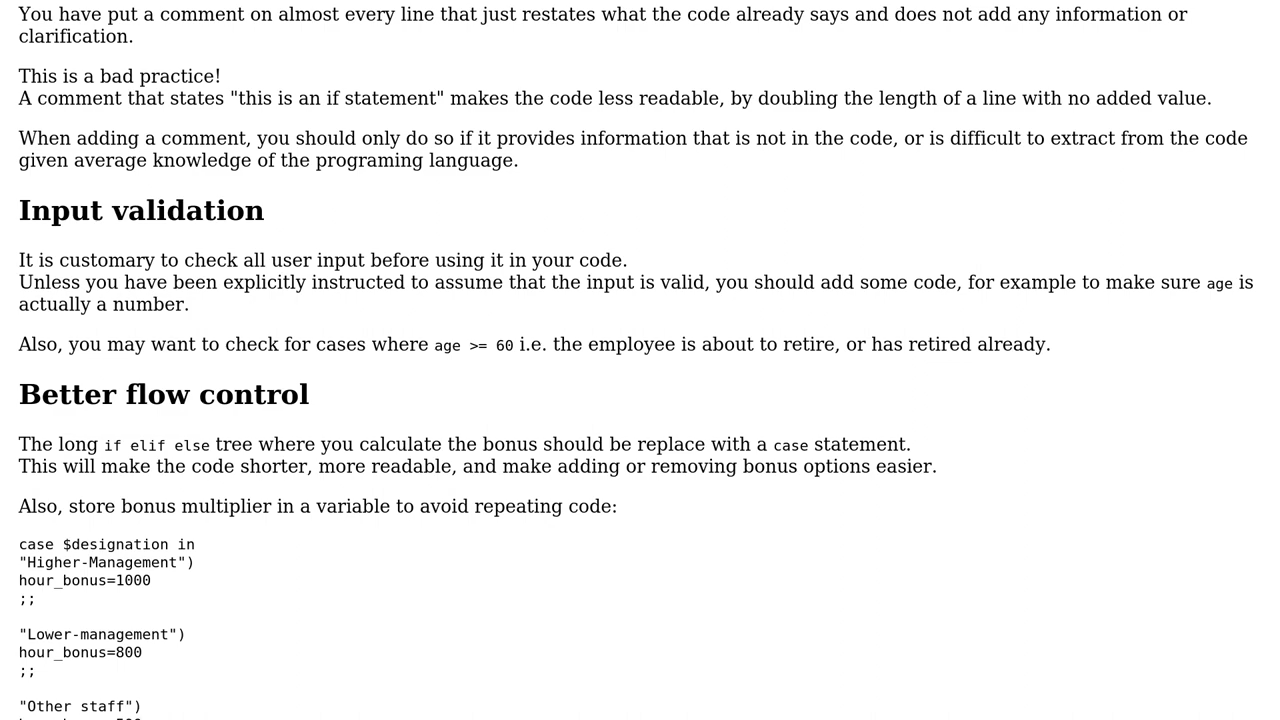 You have put a comment on almost every line that just restates what the code already says and does not add any information or
clarification.
This is a bad practice!
A comment that states "this is an if statement" makes the code less readable, by doubling the length of a line with no added value.
When adding a comment, you should only do so if it provides information that is not in the code, or is difficult to extract from the code
given average knowledge of the programing language.
Input validation
It is customary to check all user input before using it in your code.
Unless you have been explicitly instructed to assume that the input is valid, you should add some code, for example to make sure age is
actually a number.
Also, you may want to check for cases where age >= 60 i.e. the employee is about to retire, or has retired already.
Better flow control
The long if elif else tree where you calculate the bonus should be replace with a case statement.
This will make the code shorter, more readable, and make adding or removing bonus options easier.
Also, store bonus multiplier in a variable to avoid repeating code:
case $designation in
"Higher-Management")
hour_bonus=1000
;;
"Lower-management")
hour_bonus=800
;;
"Other staff")